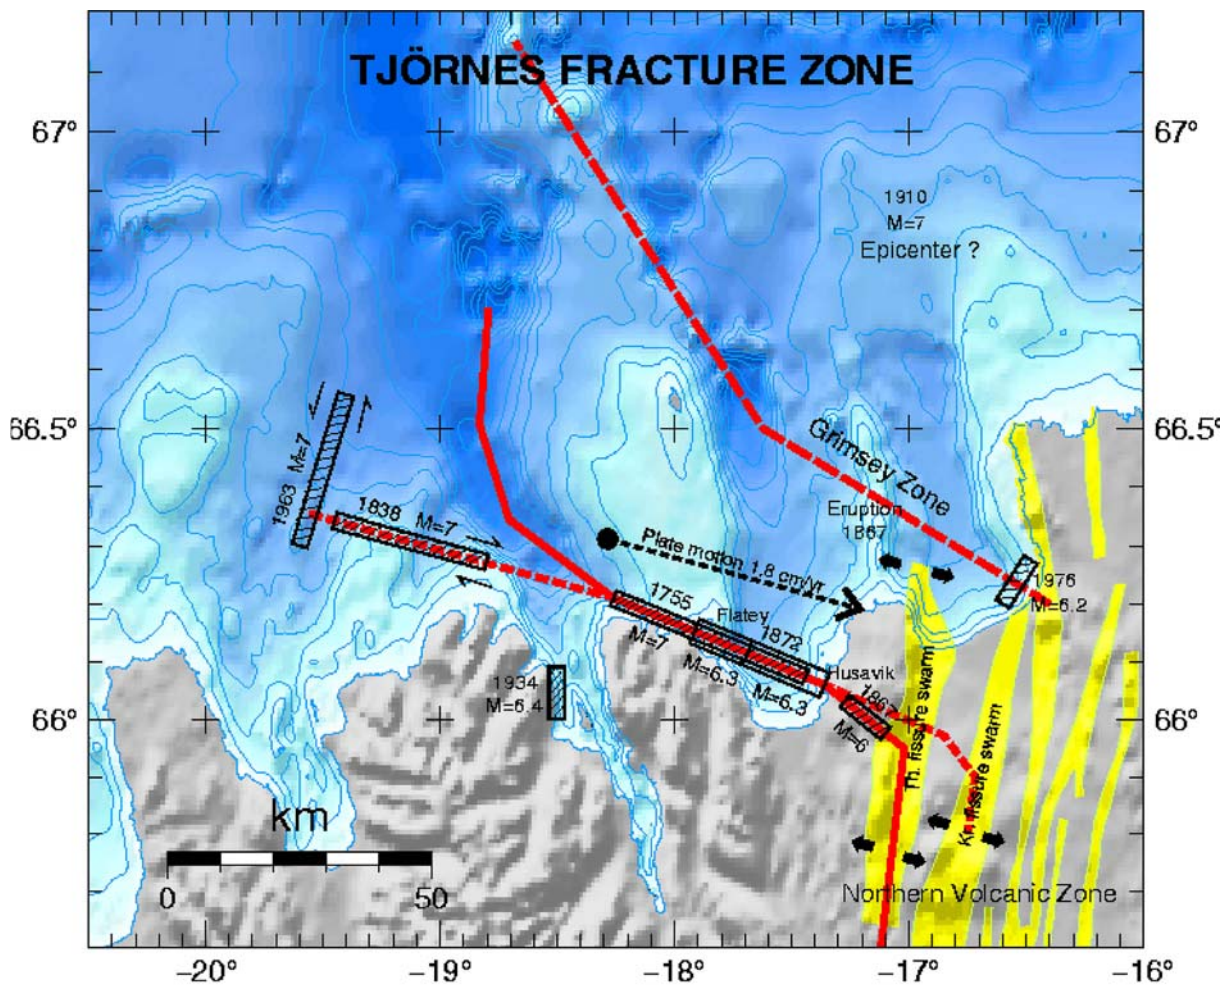 TJÖRNES FRACTURE ZONE
67°
67°
1910
M=7
Epicenter ?
66.5°
66.5°
1963 M=7
1838 M=7
Grimsey Zone
Eruption
1867
Plate motion 1.8 cm/yr.
1976
M=6.2
1755
Flatey
1872
M=7
M=6.3
M=6.3
Husavik
1934
M=6.4
M=6
66°
66°
Th. fissure swarm
Kr. fissure swarm
km
0
50
Northern Volcanic Zone
-20°
-19°
-18°
-17°
-16°